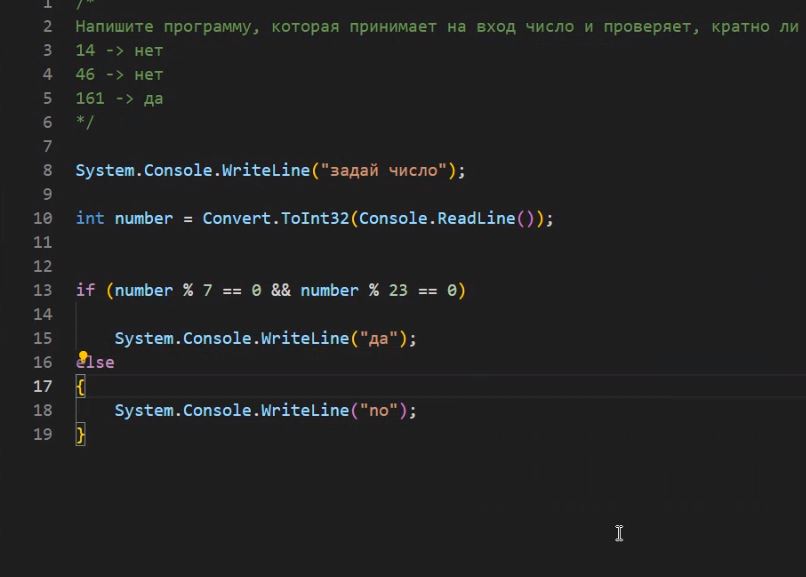 1 /*
2 Напишите программу, которая принимает на вход число и проверяет, кратно ли
3 14 -> нет
4 46 -> нет
5 161 -> да
6 */
7
8 System.Console.WriteLine("задай число");
9
10 int number = Convert.ToInt32(Console.ReadLine());
11
12
13 if (number % 7 == 0 && number % 23 == 0)
14
15 System.Console.WriteLine("да");
16 else
17 {
18 System.Console.WriteLine("no");
19 }